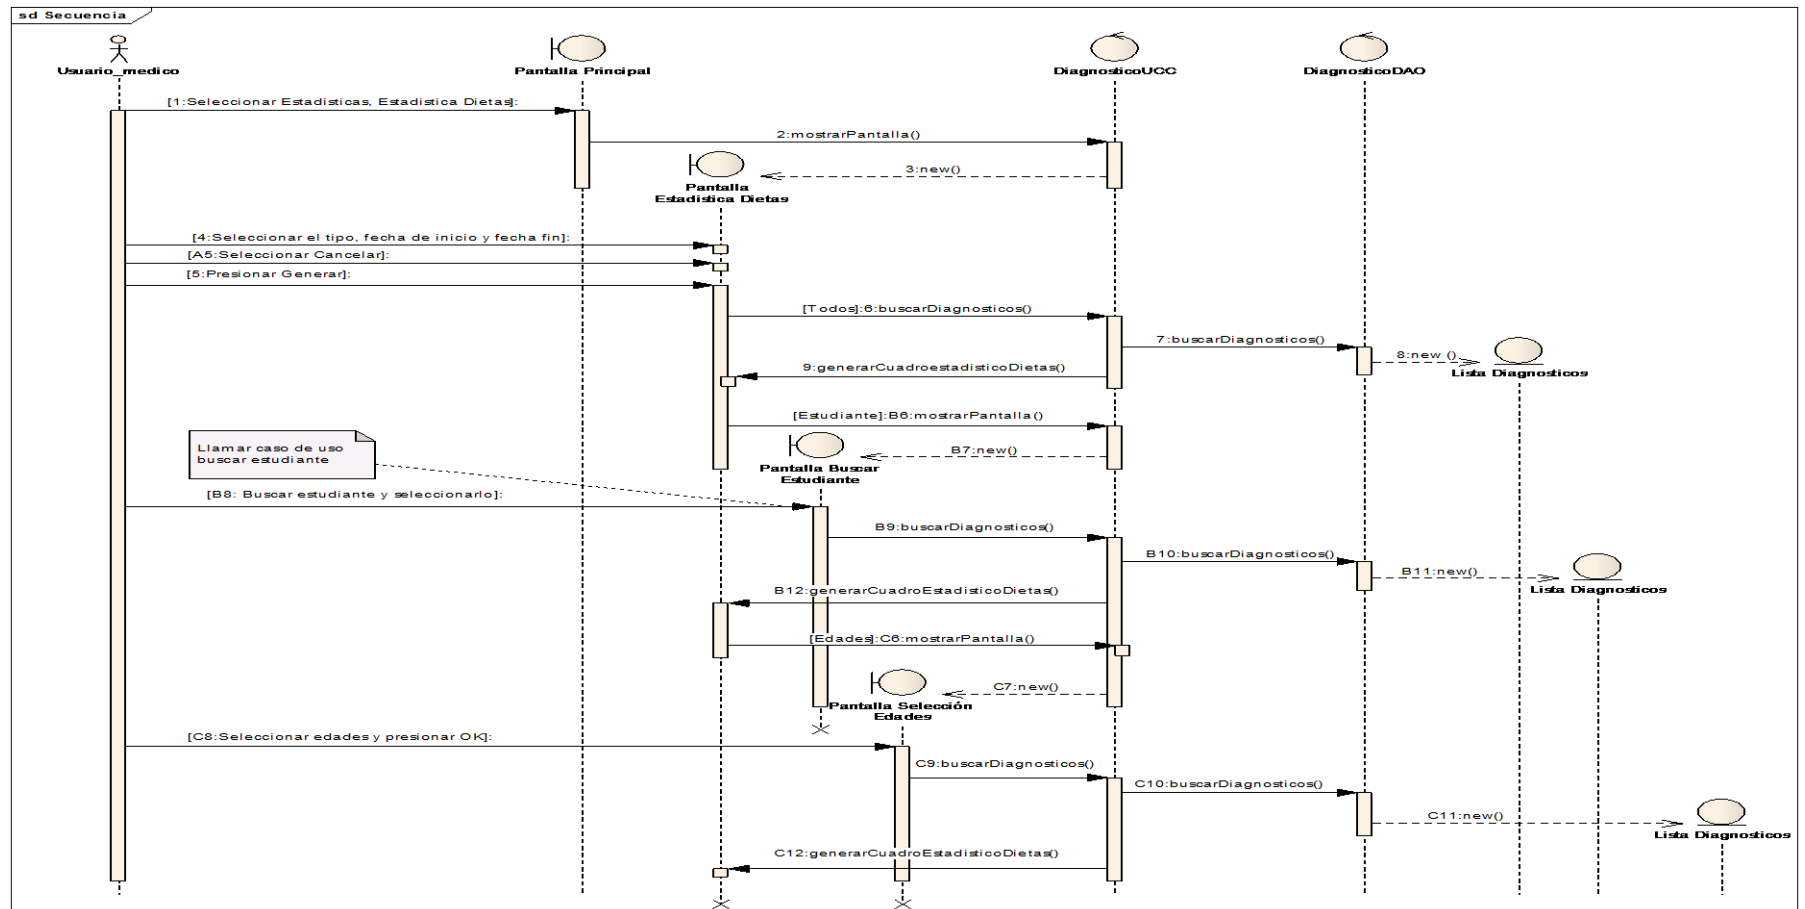 sd Secuencia
Usuario_medico
Pantalla Principal
DiagnosticoUCC
DiagnosticoDAO
[1:Seleccionar Estadisticas, Estadistica Dietas]:
2:mostrarPantalla()
3:new()
Pantalla
Estadistica Dietas
[4:Seleccionar el tipo, fecha de inicio y fecha fin]:
[A5:Seleccionar Cancelar]:
[5:Presionar Generar]:
[Todos]:6:buscarDiagnosticos()
7:buscarDiagnosticos()
8:new ()
Lista Diagnosticos
9:generarCuadroestadisticoDietas()
[Estudiante]:B6:mostrarPantalla()
B7:new()
Pantalla Buscar
Estudiante
Llamar caso de uso
buscar estudiante
[B8: Buscar estudiante y seleccionarlo]:
B9:buscarDiagnosticos()
B10:buscarDiagnosticos()
B11:new()
Lista Diagnosticos
B12:generarCuadroEstadisticoDietas()
[Edades]:C6:mostrarPantalla()
C7:new()
Pantalla Selección
Edades
[C8:Seleccionar edades y presionar OK]:
C9:buscarDiagnosticos()
C10:buscarDiagnosticos()
C11:new()
Lista Diagnosticos
C12:generarCuadroEstadisticoDietas()